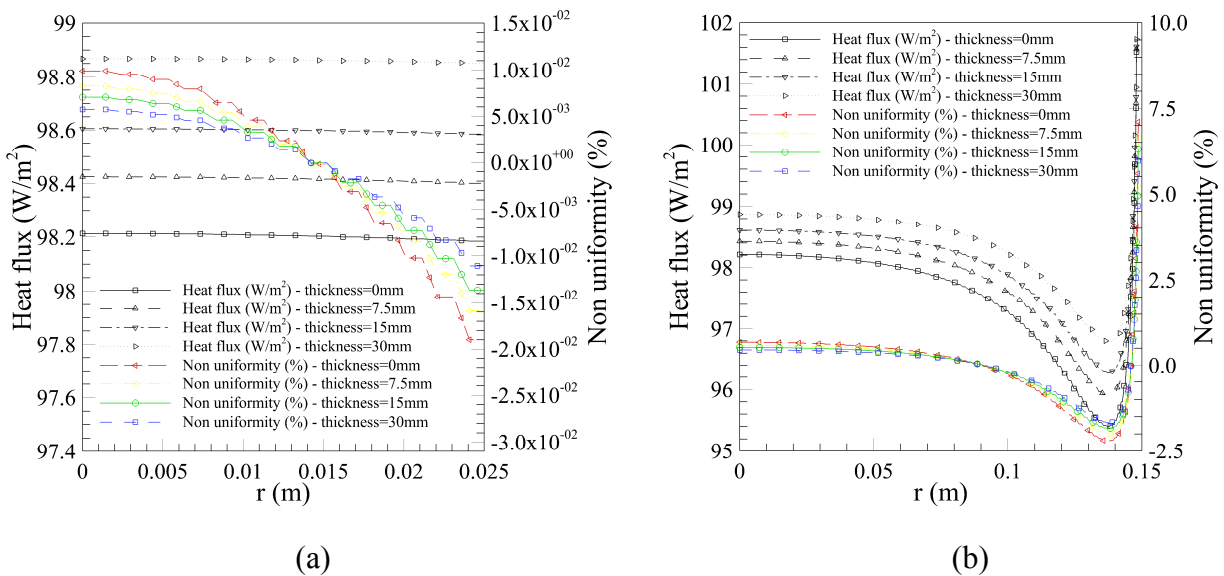 99
98.8
98.6
98.4
98.2
98
97.8
97.6
97.4
Heat flux (W/m²)
1.5x10⁻⁰²
1.0x10⁻⁰²
5.0x10⁻⁰³
0.0x10⁺⁰⁰
-5.0x10⁻⁰³
-1.0x10⁻⁰²
-1.5x10⁻⁰²
-2.0x10⁻⁰²
-2.5x10⁻⁰²
-3.0x10⁻⁰²
Non uniformity (%)
Heat flux (W/m²) - thickness=0mm
Heat flux (W/m²) - thickness=7.5mm
Heat flux (W/m²) - thickness=15mm
Heat flux (W/m²) - thickness=30mm
Non uniformity (%) - thickness=0mm
Non uniformity (%) - thickness=7.5mm
Non uniformity (%) - thickness=15mm
Non uniformity (%) - thickness=30mm
0 0.005 0.01 0.015 0.02 0.025
r (m)
(a)
102
101
100
99
98
97
96
95
Heat flux (W/m²)
10.0
7.5
5.0
2.5
0.0
-2.5
Non uniformity (%)
Heat flux (W/m²) - thickness=0mm
Heat flux (W/m²) - thickness=7.5mm
Heat flux (W/m²) - thickness=15mm
Heat flux (W/m²) - thickness=30mm
Non uniformity (%) - thickness=0mm
Non uniformity (%) - thickness=7.5mm
Non uniformity (%) - thickness=15mm
Non uniformity (%) - thickness=30mm
0 0.05 0.1 0.15
r (m)
(b)